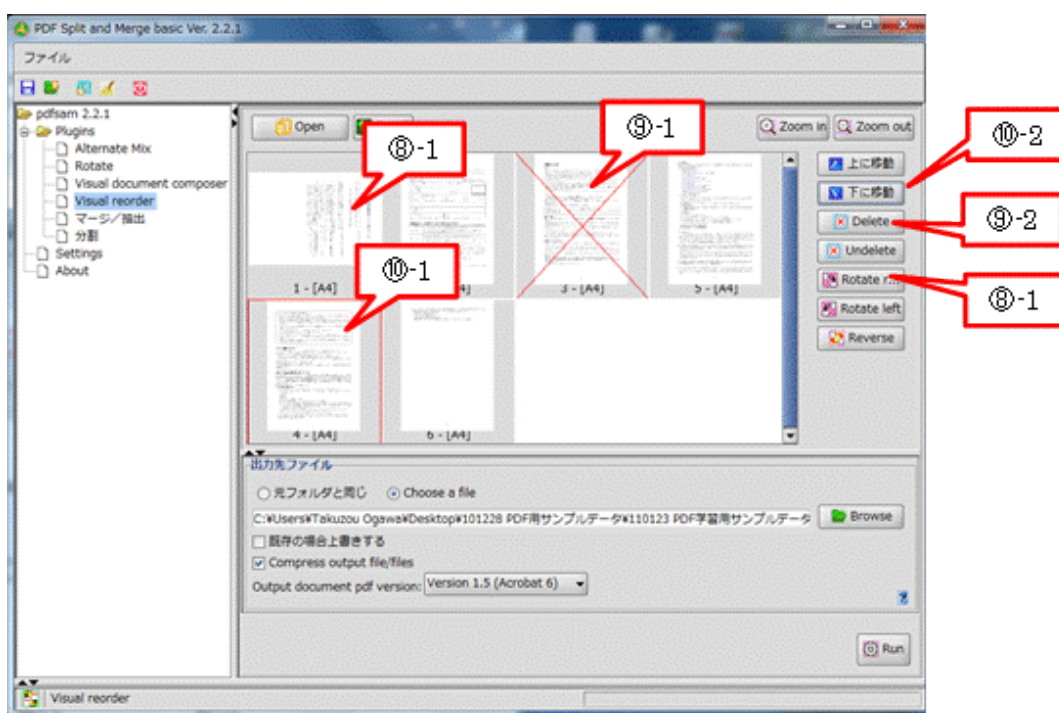 PDF Split and Merge basic Ver. 2.2.1
ファイル
pdfsam 2.2.1
Plugins
Alternate Mix
Rotate
Visual document composer
Visual reorder
マージ／抽出
分割
Settings
About
Open
Zoom in
Zoom out
⑧-1
⑨-1
⑩-2
上に移動
下に移動
Delete
⑨-2
Undelete
⑩-1
Rotate r...
⑧-1
Rotate left
Reverse
1 - [A4]
3 - [A4]
5 - [A4]
4 - [A4]
6 - [A4]
出力先ファイル
元フォルダと同じ
Choose a file
C:¥Users¥Takuzou Ogawa¥Desktop¥101228 PDF用サンプルデータ¥110123 PDF学習用サンプルデータ
Browse
既存の場合上書きする
Compress output file/files
Output document pdf version: Version 1.5 (Acrobat 6)
Run
Visual reorder